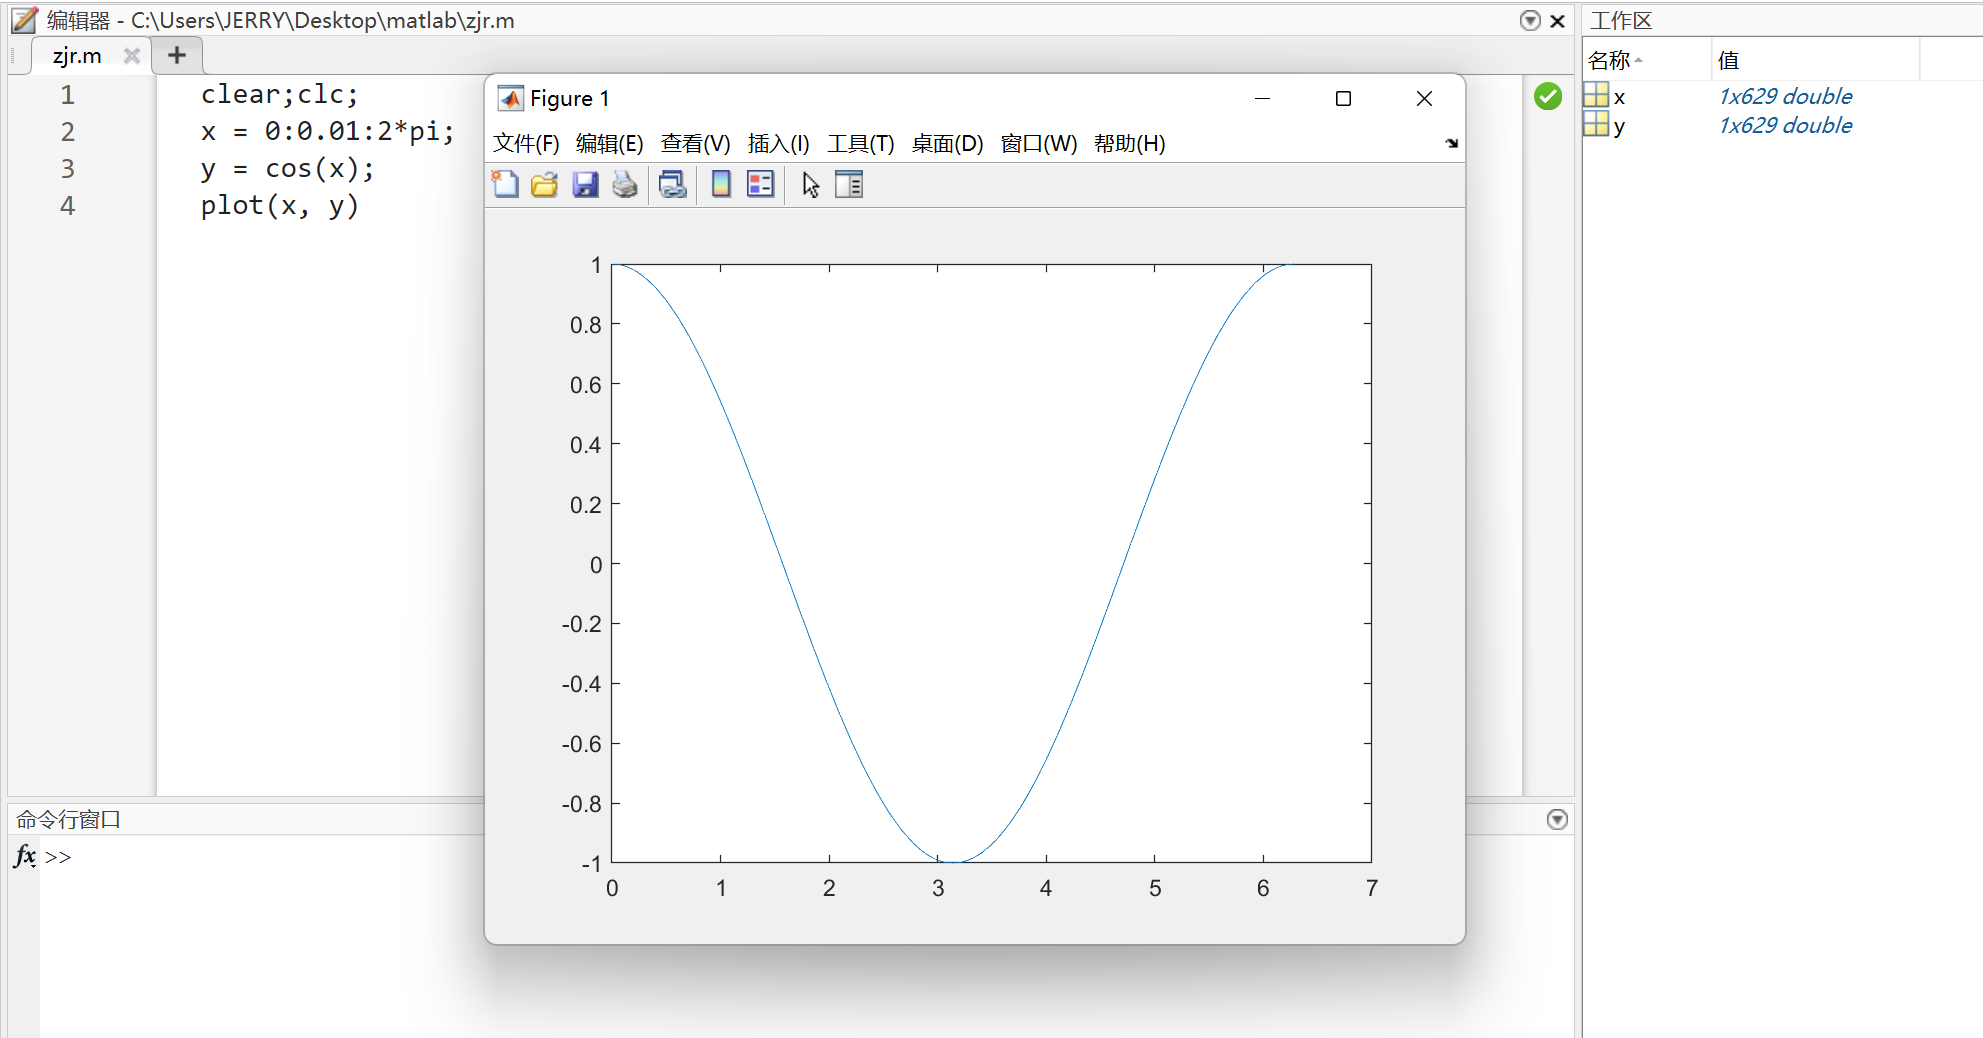 编辑器 - C:\Users\JERRY\Desktop\matlab\zjr.m
zjr.m
1 clear;clc;
2 x = 0:0.01:2*pi;
3 y = cos(x);
4 plot(x, y)
Figure 1
文件(F) 编辑(E) 查看(V) 插入(I) 工具(T) 桌面(D) 窗口(W) 帮助(H)
1
0.8
0.6
0.4
0.2
0
-0.2
-0.4
-0.6
-0.8
-1
0 1 2 3 4 5 6 7
命令行窗口
fx >>
工作区
名称 值
x 1x629 double
y 1x629 double